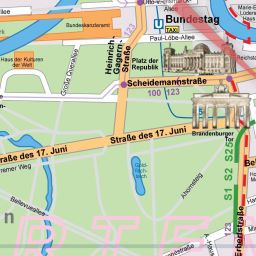 Otto-von-
Bundestag
TAXI
Bundeskanzleramt
Paul-Löbe-Allee
Haus der Kulturen
der Welt
Große Querallee
Heinrich-
Gagern-
Straße
Platz der
Republik
Scheidemannstraße
100 123
Straße des 17. Juni
Brandenburger
Tor
Straße des 17. Juni
Bellevueallee
Ahornsteig
S1 S2 S25
Ebertstraße
n
T E